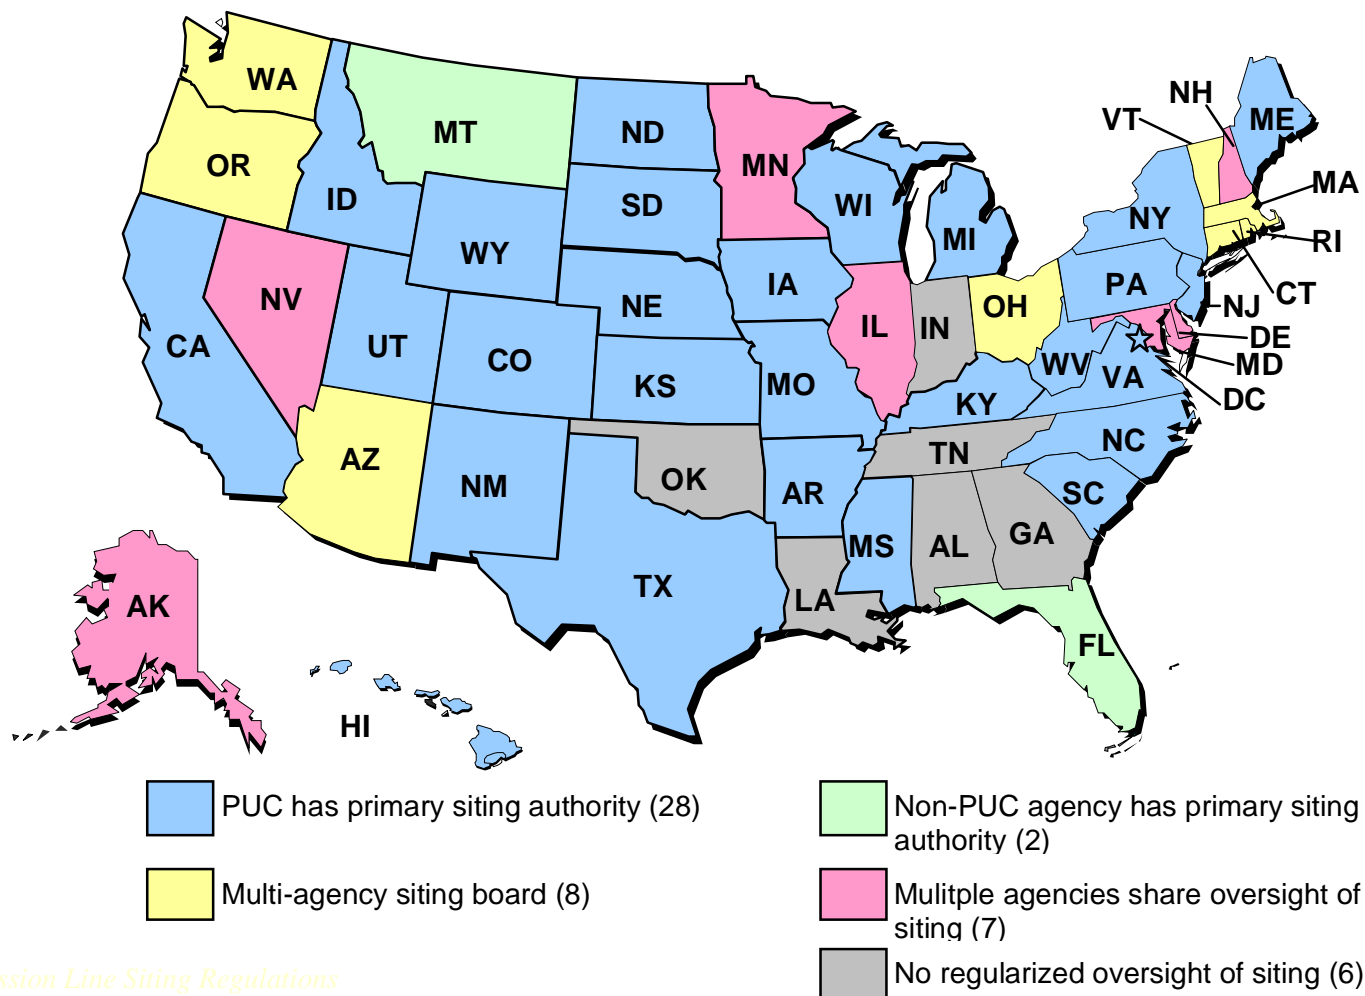 WA
NH
ME
VT
MT
ND
MN
OR
MA
ID
SD
WI
NY
RI
MI
WY
IA
PA
CT
NV
NE
NJ
OH
IL
IN
DE
CA
UT
CO
WV
MD
KS
MO
VA
DC
KY
NC
AZ
TN
OK
NM
AR
SC
GA
MS
AL
TX
LA
AK
FL
HI
PUC has primary siting authority (28)
Non-PUC agency has primary siting
authority (2)
Multi-agency siting board (8)
Mulitple agencies share oversight of
siting (7)
No regularized oversight of siting (6)
ssion Line Siting Regulations